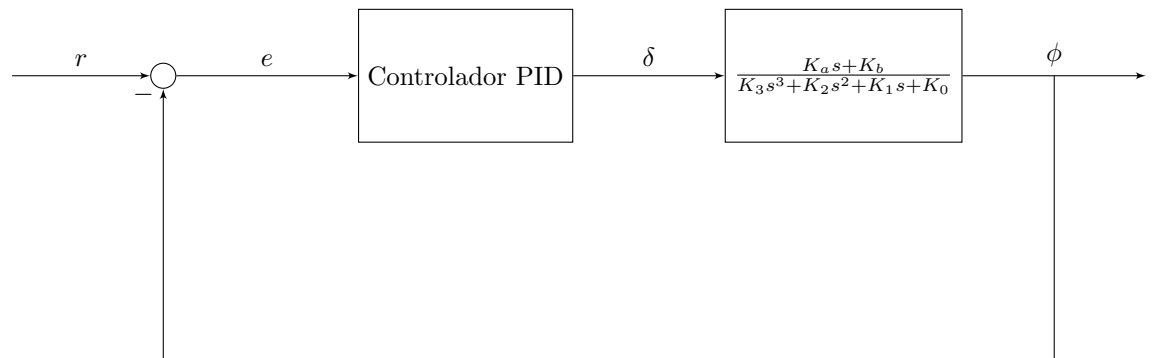 r
e
Controlador PID
δ
K_a s+K_b
K_3 s^3+K_2 s^2+K_1 s+K_0
ϕ
−